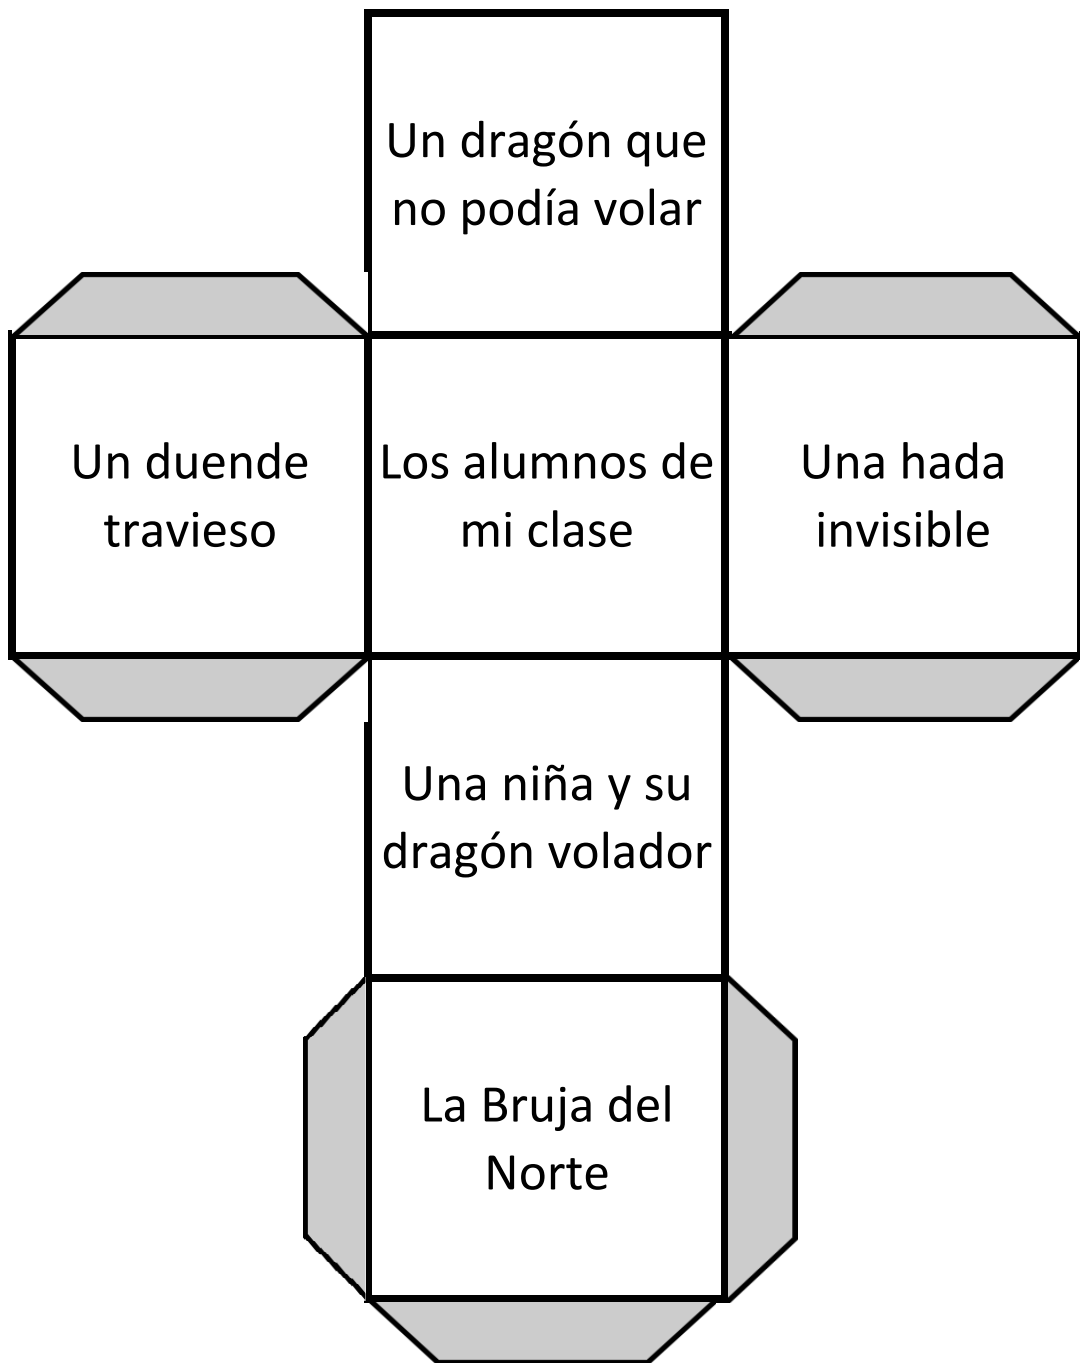 Un dragón que
no podía volar
Un duende
travieso
Los alumnos de
mi clase
Una hada
invisible
Una niña y su
dragón volador
La Bruja del
Norte